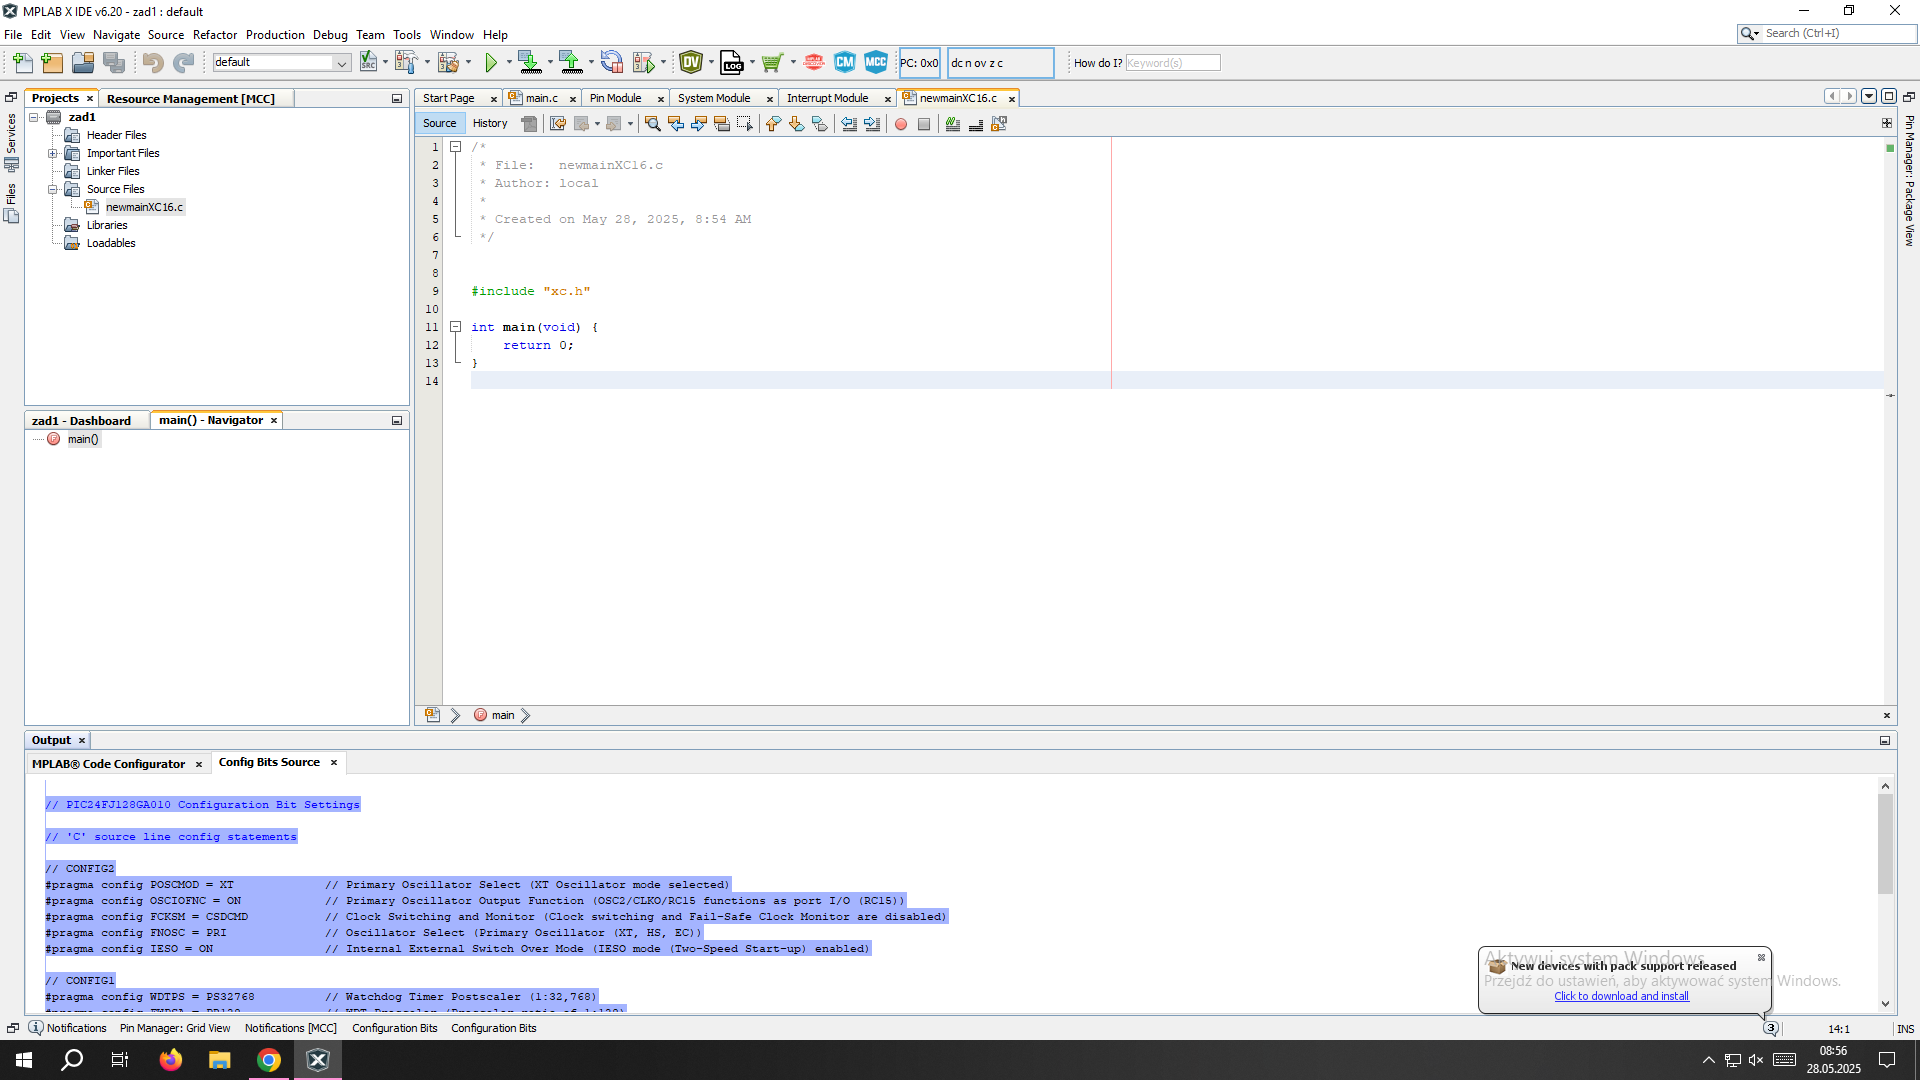 MPLAB X IDE v6.20 - zad1 : default
File Edit View Navigate Source Refactor Production Debug Team Tools Window Help
Search (Ctrl+I)
default
SRC
DV
LOG
CM
MCC
PC: 0x0
dc n ov z c
How do I?
Keyword(s)
Projects
Resource Management [MCC]
Services
Files
zad1
Header Files
Important Files
Linker Files
Source Files
newmainXC16.c
Libraries
Loadables
zad1 - Dashboard
main() - Navigator
main()
Start Page
main.c
Pin Module
System Module
Interrupt Module
newmainXC16.c
Source
History
Pin Manager: Package View
1 /*
2 * File:   newmainXC16.c
3 * Author: local
4 *
5 * Created on May 28, 2025, 8:54 AM
6 */
7
8
9 #include "xc.h"
10
11 int main(void) {
12     return 0;
13 }
14
main
Output
MPLAB® Code Configurator
Config Bits Source
// PIC24FJ128GA010 Configuration Bit Settings
// 'C' source line config statements
// CONFIG2
#pragma config POSCMOD = XT             // Primary Oscillator Select (XT Oscillator mode selected)
#pragma config OSCIOFNC = ON            // Primary Oscillator Output Function (OSC2/CLKO/RC15 functions as port I/O (RC15))
#pragma config FCKSM = CSDCMD           // Clock Switching and Monitor (Clock switching and Fail-Safe Clock Monitor are disabled)
#pragma config FNOSC = PRI              // Oscillator Select (Primary Oscillator (XT, HS, EC))
#pragma config IESO = ON                // Internal External Switch Over Mode (IESO mode (Two-Speed Start-up) enabled)
// CONFIG1
#pragma config WDTPS = PS32768          // Watchdog Timer Postscaler (1:32,768)
Aktywuj system Windows
Przejdź do ustawień, aby aktywować system Windows.
New devices with pack support released
Click to download and install
Notifications
Pin Manager: Grid View
Notifications [MCC]
Configuration Bits
Configuration Bits
3
14:1
INS
08:56
28.05.2025